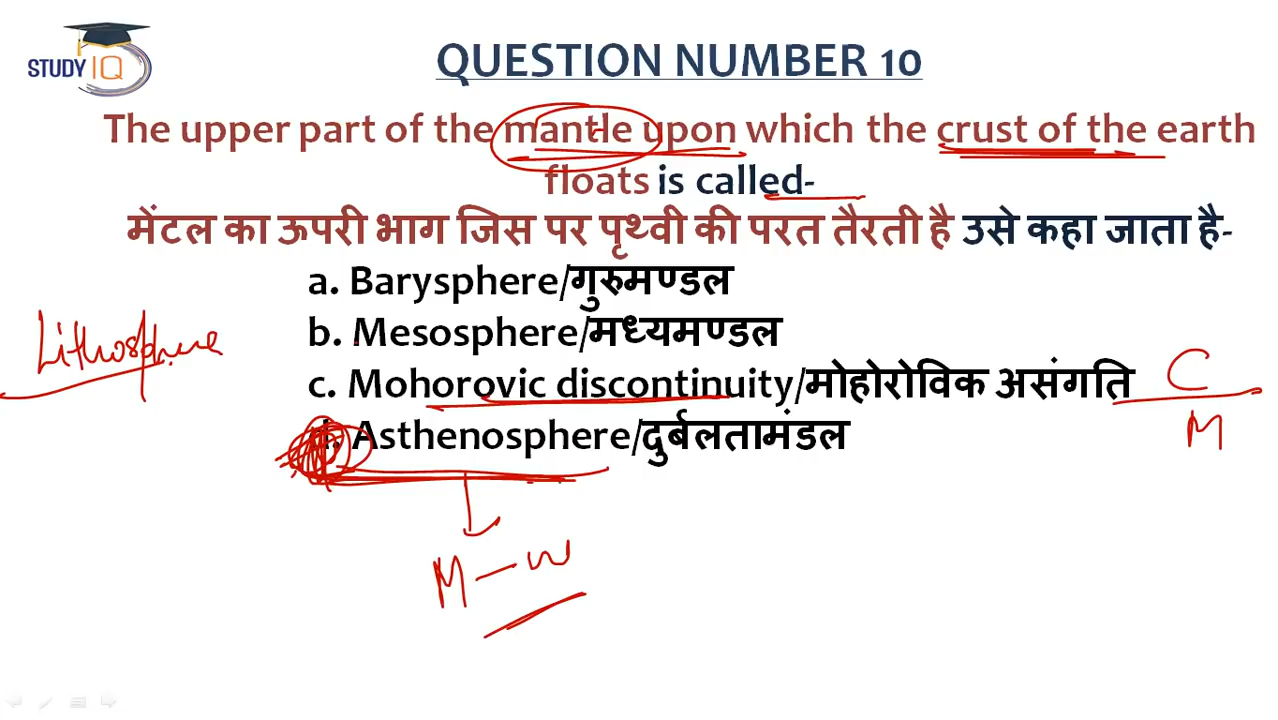 STUDY IQ
QUESTION NUMBER 10
The upper part of the mantle upon which the crust of the earth
floats is called-
मेंटल का ऊपरी भाग जिस पर पृथ्वी की परत तैरती है उसे कहा जाता है-
a. Barysphere/गुरुमण्डल
b. Mesosphere/मध्यमण्डल
Lithosphere
c. Mohorovic discontinuity/मोहोरोविक असंगति
C
M
d. Asthenosphere/दुर्बलतामंडल
M – W